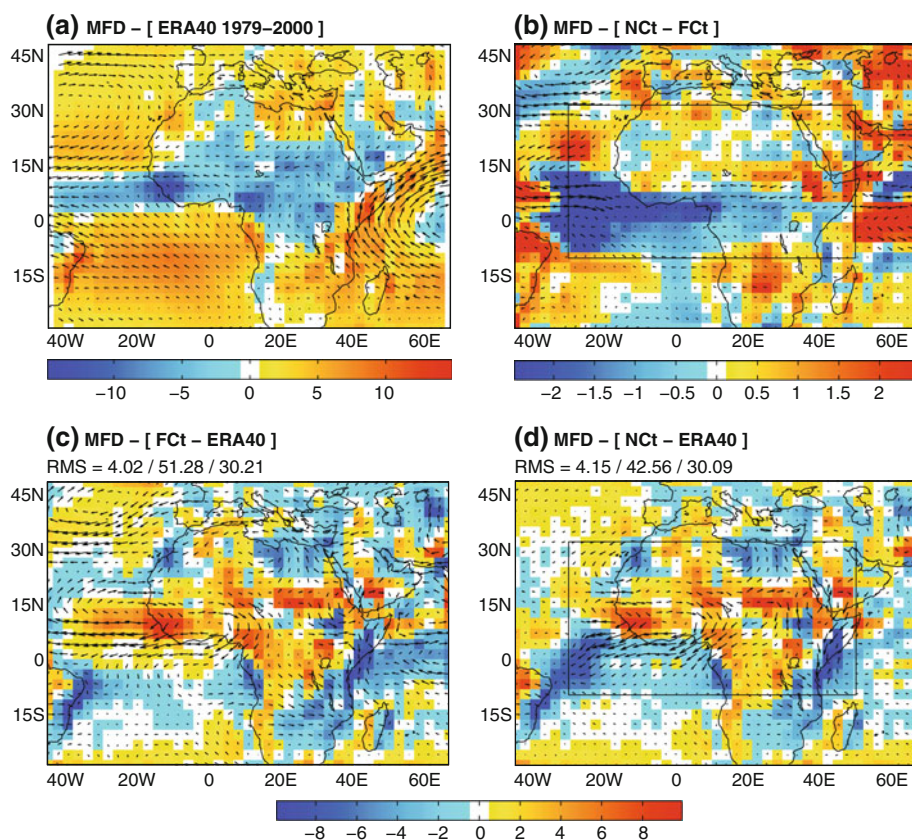 (a) MFD – [ ERA40 1979–2000 ]
45N
30N
15N
0
15S
40W 20W 0 20E 40E 60E
−10 −5 0 5 10
(b) MFD – [ NCt – FCt ]
45N
30N
15N
0
15S
40W 20W 0 20E 40E 60E
−2 −1.5 −1 −0.5 0 0.5 1 1.5 2
(c) MFD – [ FCt – ERA40 ]
RMS = 4.02 / 51.28 / 30.21
45N
30N
15N
0
15S
40W 20W 0 20E 40E 60E
(d) MFD – [ NCt – ERA40 ]
RMS = 4.15 / 42.56 / 30.09
45N
30N
15N
0
15S
40W 20W 0 20E 40E 60E
−8 −6 −4 −2 0 2 4 6 8